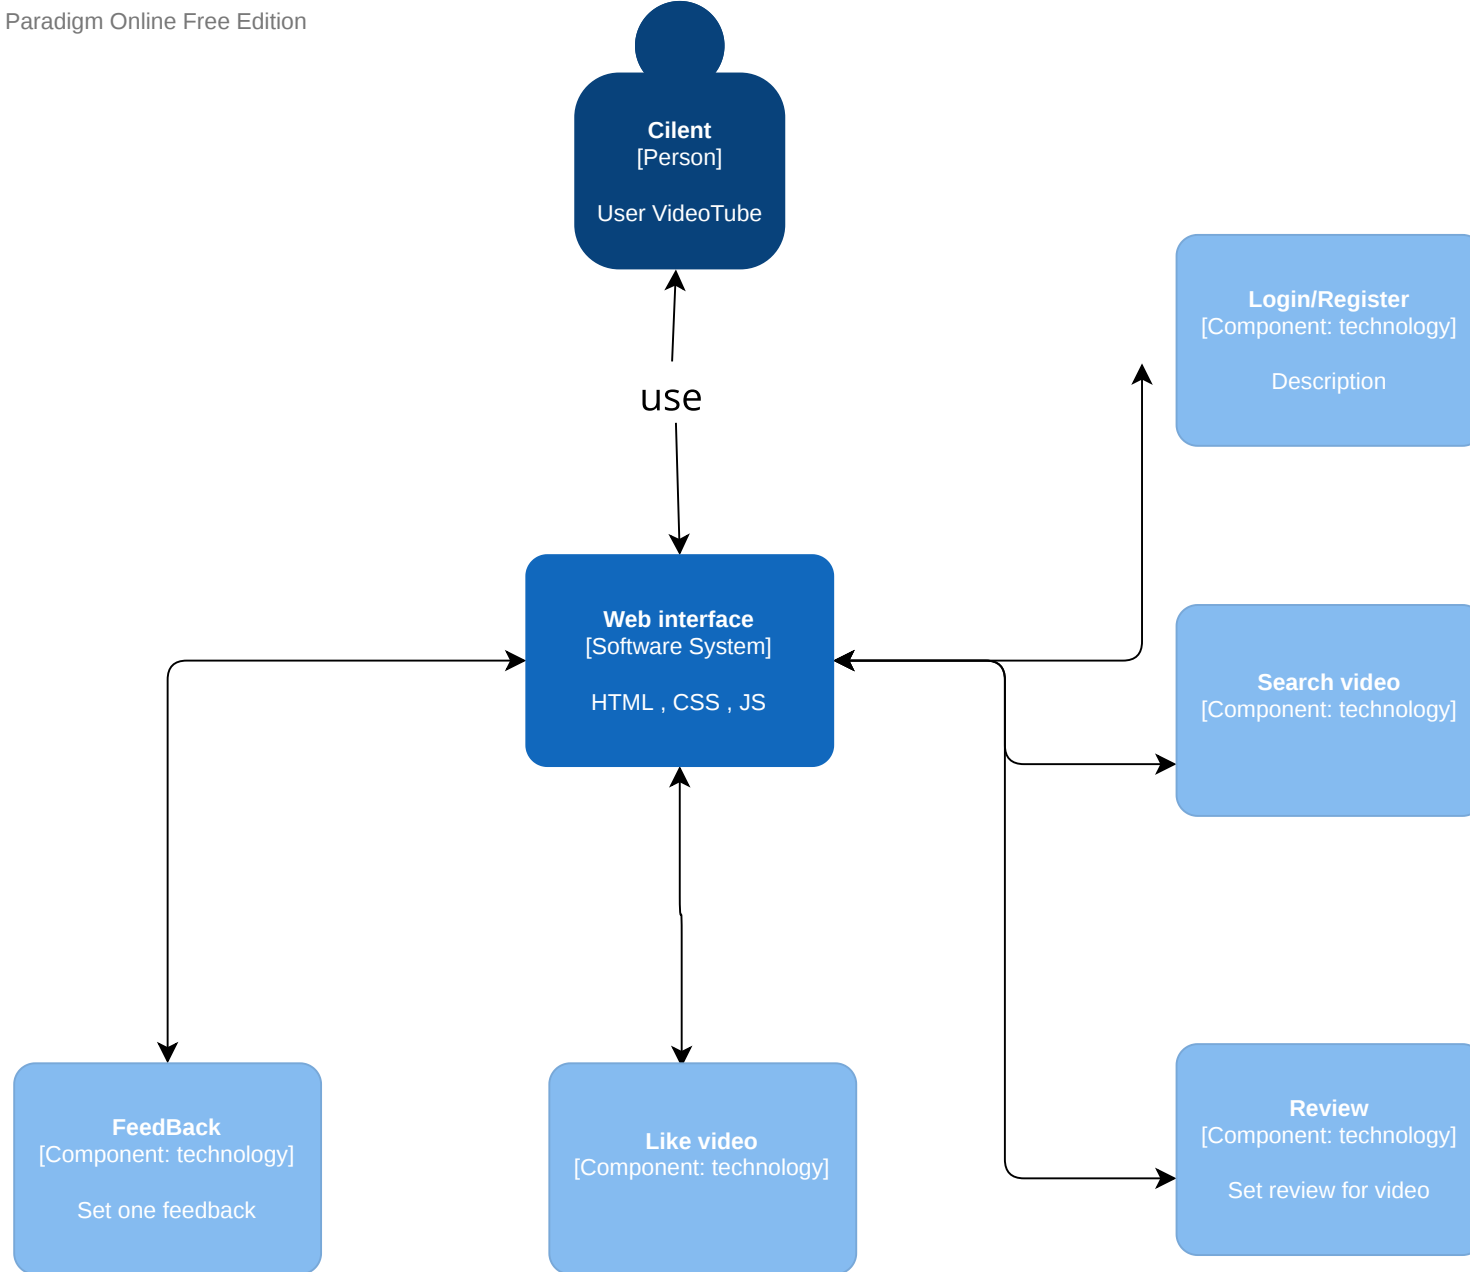 Paradigm Online Free Edition
Cilent
[Person]
User VideoTube
use
Login/Register
[Component: technology]
Description
Web interface
[Software System]
HTML , CSS , JS
Search video
[Component: technology]
FeedBack
[Component: technology]
Set one feedback
Like video
[Component: technology]
Review
[Component: technology]
Set review for video